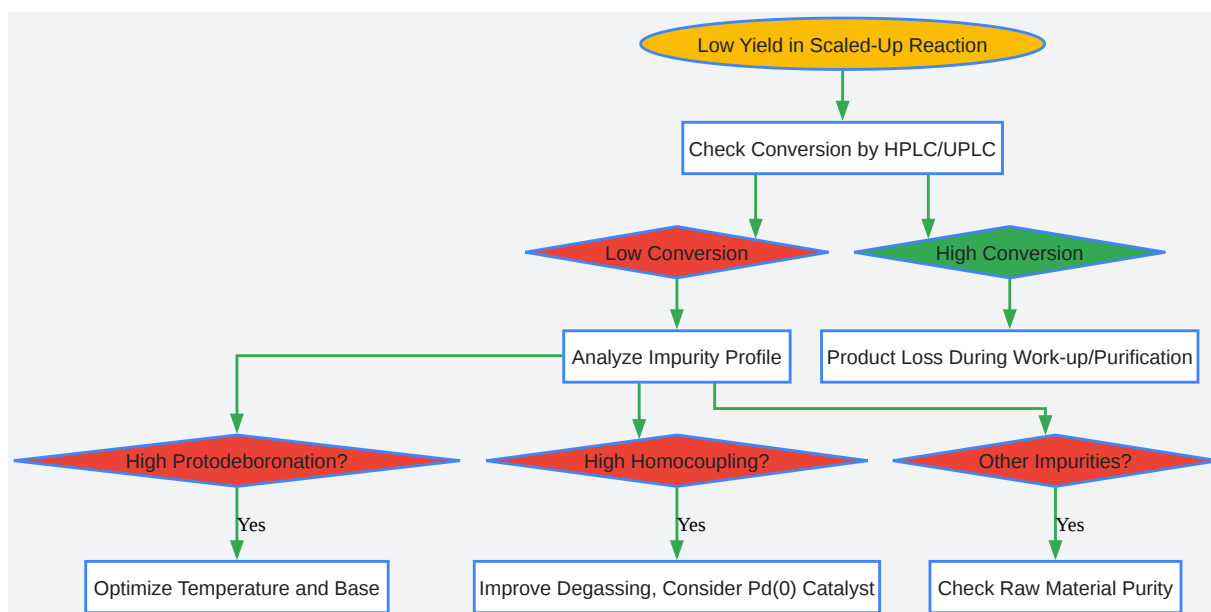 Low Yield in Scaled-Up Reaction
Check Conversion by HPLC/UPLC
Low Conversion
High Conversion
Analyze Impurity Profile
Product Loss During Work-up/Purification
High Protodeboronation?
High Homocoupling?
Other Impurities?
Yes
Yes
Yes
Optimize Temperature and Base
Improve Degassing, Consider Pd(0) Catalyst
Check Raw Material Purity